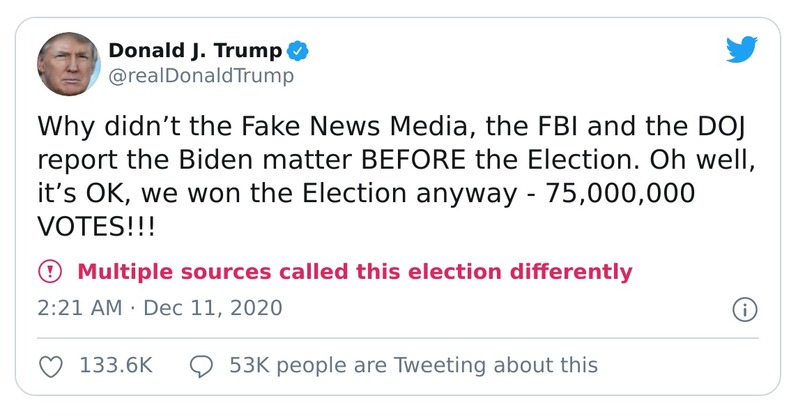 Donald J. Trump
@realDonaldTrump
Why didn’t the Fake News Media, the FBI and the DOJ
report the Biden matter BEFORE the Election. Oh well,
it’s OK, we won the Election anyway - 75,000,000
VOTES!!!
Multiple sources called this election differently
2:21 AM · Dec 11, 2020
133.6K 53K people are Tweeting about this